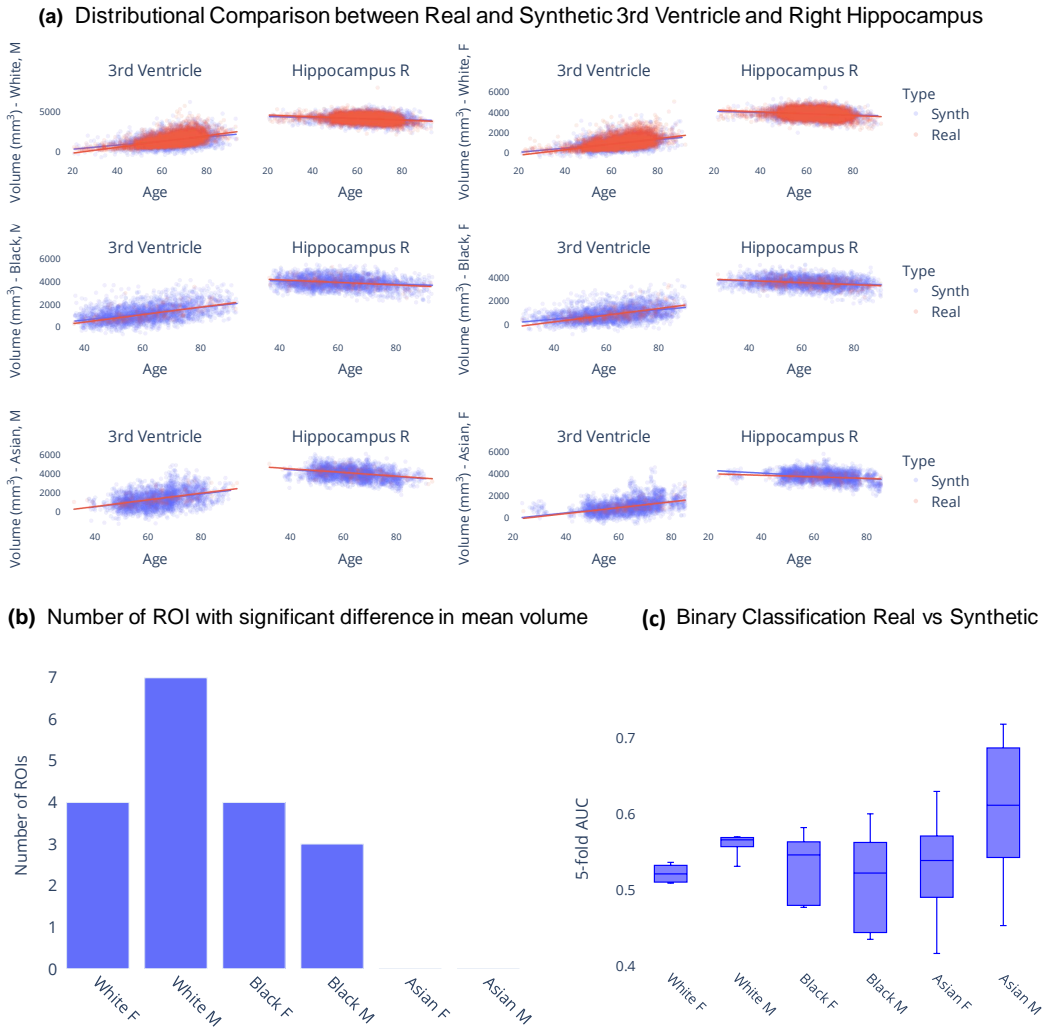 (a) Distributional Comparison between Real and Synthetic 3rd Ventricle and Right Hippocampus
Volume (mm³) - White, M
3rd Ventricle
Hippocampus R
5000
0
20 40 60 80
20 40 60 80
Age
Age
Volume (mm³) - White, F
3rd Ventricle
Hippocampus R
6000
4000
2000
0
20 40 60 80
20 40 60 80
Age
Age
Type
Synth
Real
Volume (mm³) - Black, M
3rd Ventricle
Hippocampus R
6000
4000
2000
0
40 60 80
40 60 80
Age
Age
Volume (mm³) - Black, F
3rd Ventricle
Hippocampus R
4000
2000
0
40 60 80
40 60 80
Age
Age
Type
Synth
Real
Volume (mm³) - Asian, M
3rd Ventricle
Hippocampus R
6000
4000
2000
0
40 60 80
40 60 80
Age
Age
Volume (mm³) - Asian, F
3rd Ventricle
Hippocampus R
6000
4000
2000
0
20 40 60 80
20 40 60 80
Age
Age
Type
Synth
Real
(b) Number of ROI with significant difference in mean volume
Number of ROIs
7
6
5
4
3
2
1
0
White F
White M
Black F
Black M
Asian F
Asian M
(c) Binary Classification Real vs Synthetic
5-fold AUC
0.7
0.6
0.5
0.4
White F
White M
Black F
Black M
Asian F
Asian M